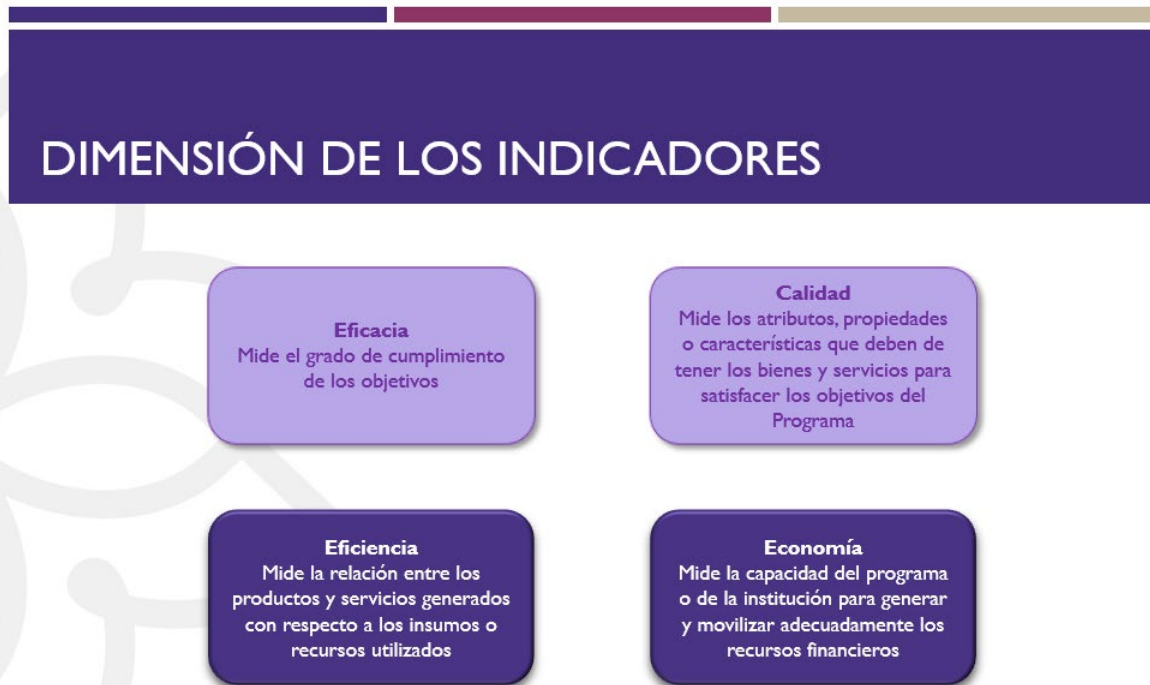 DIMENSIÓN DE LOS INDICADORES
Eficacia
Mide el grado de cumplimiento
de los objetivos
Calidad
Mide los atributos, propiedades
o características que deben de
tener los bienes y servicios para
satisfacer los objetivos del
Programa
Eficiencia
Mide la relación entre los
productos y servicios generados
con respecto a los insumos o
recursos utilizados
Economía
Mide la capacidad del programa
o de la institución para generar
y movilizar adecuadamente los
recursos financieros